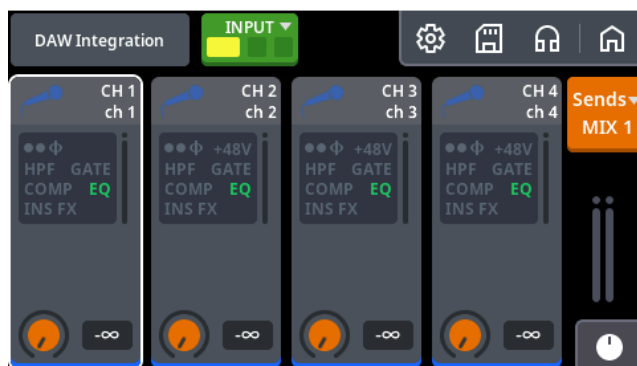 DAW Integration
INPUT
CH 1
ch 1
Φ
HPF GATE
COMP EQ
INS FX
-∞
CH 2
ch 2
Φ +48V
HPF GATE
COMP EQ
INS FX
-∞
CH 3
ch 3
Φ +48V
HPF GATE
COMP EQ
INS FX
-∞
CH 4
ch 4
Φ +48V
HPF GATE
COMP EQ
INS FX
-∞
Sends
MIX 1